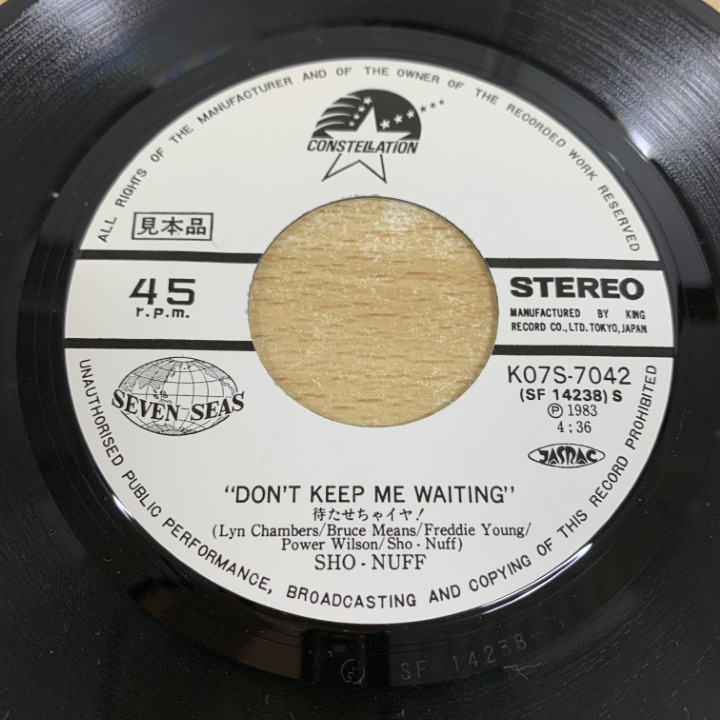 ALL RIGHTS OF THE MANUFACTURER AND OF THE OWNER OF THE RECORDED WORK RESERVED
CONSTELLATION
見本品
45
r.p.m.
STEREO
MANUFACTURED BY KING
RECORD CO., LTD. TOKYO, JAPAN
SEVEN SEAS
K07S-7042
(SF 14238) S
Ⓟ 1983
4:36
JASRAC
"DON'T KEEP ME WAITING"
待たせちゃイヤ!
(Lyn Chambers/Bruce Means/Freddie Young/
Power Wilson/Sho-Nuff)
SHO-NUFF
UNAUTHORISED PUBLIC PERFORMANCE, BROADCASTING AND COPYING OF THIS RECORD PROHIBITED
SF 14238